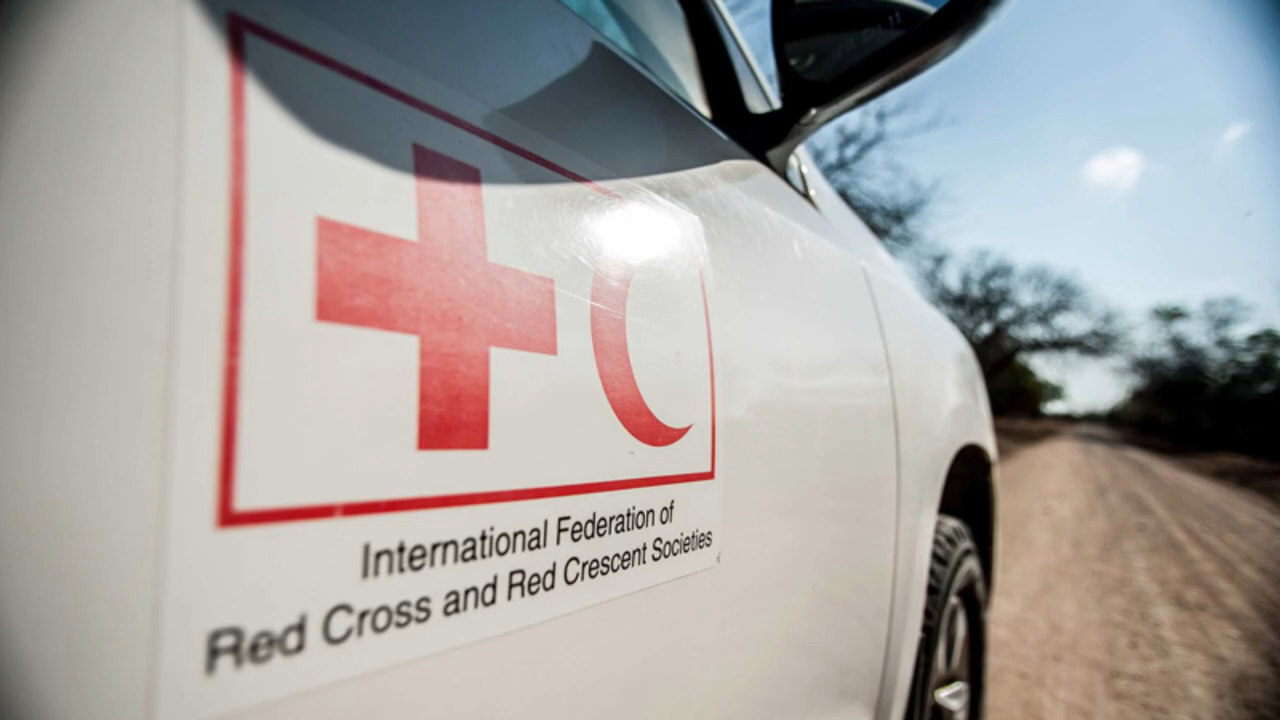 International Federation of
Red Cross and Red Crescent Societies